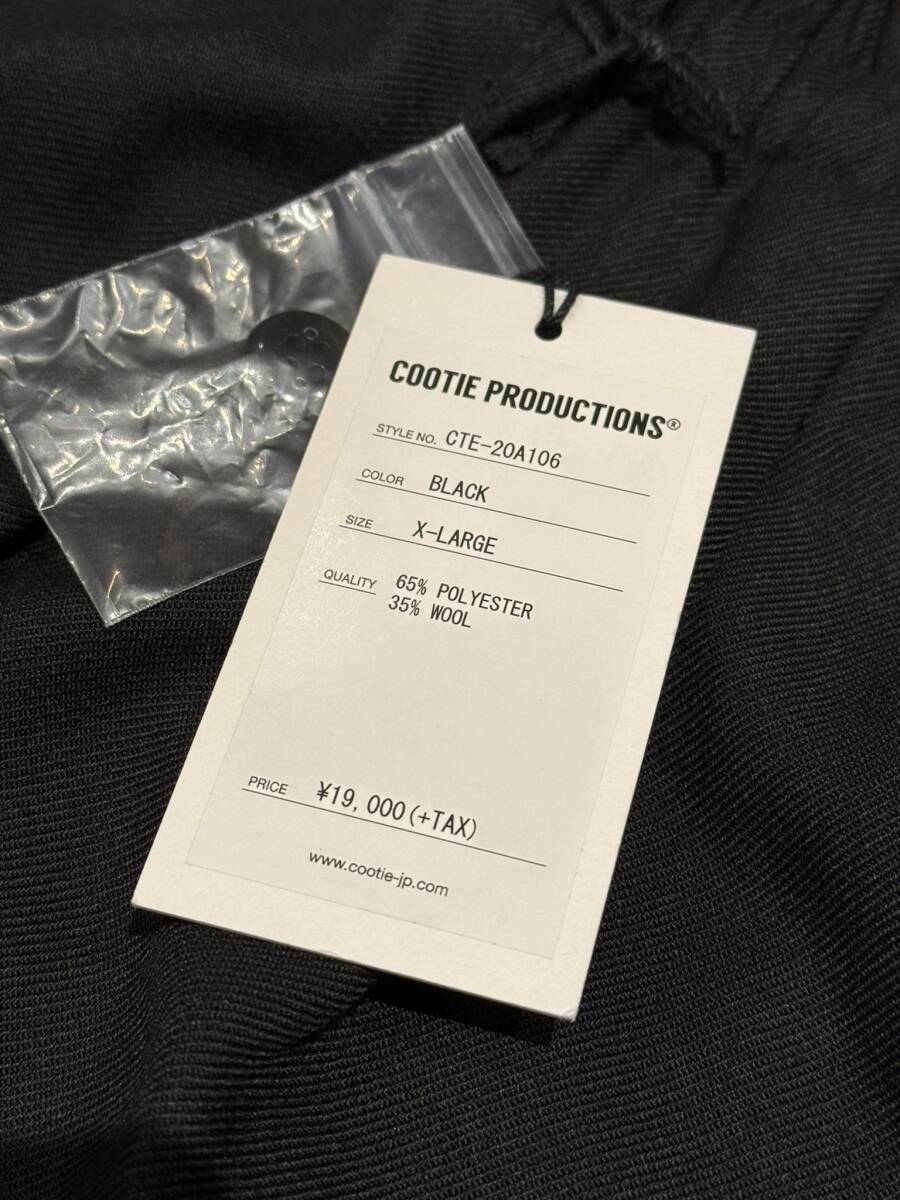 COOTIE PRODUCTIONS®
STYLE NO. CTE-20A106
COLOR BLACK
SIZE X-LARGE
QUALITY 65% POLYESTER
35% WOOL
PRICE ¥19,000(+TAX)
www.cootie-jp.com